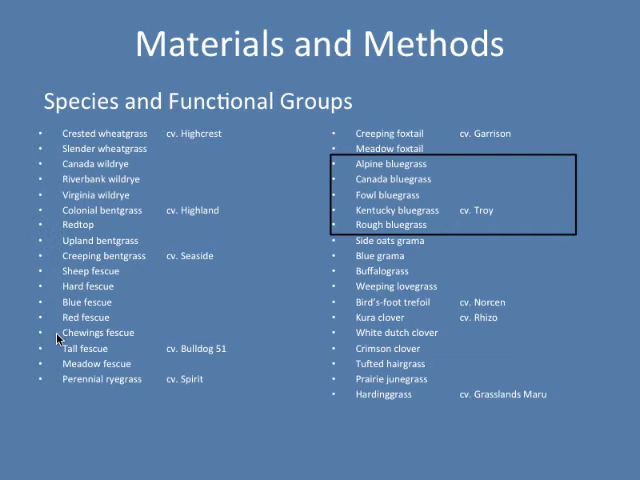 Materials and Methods
Species and Functional Groups
• Crested wheatgrass cv. Highcrest
• Slender wheatgrass
• Canada wildrye
• Riverbank wildrye
• Virginia wildrye
• Colonial bentgrass cv. Highland
• Redtop
• Upland bentgrass
• Creeping bentgrass cv. Seaside
• Sheep fescue
• Hard fescue
• Blue fescue
• Red fescue
• Chewings fescue
• Tall fescue cv. Bulldog 51
• Meadow fescue
• Perennial ryegrass cv. Spirit
• Creeping foxtail cv. Garrison
• Meadow foxtail
• Alpine bluegrass
• Canada bluegrass
• Fowl bluegrass
• Kentucky bluegrass cv. Troy
• Rough bluegrass
• Side oats grama
• Blue grama
• Buffalograss
• Weeping lovegrass
• Bird's-foot trefoil cv. Norcen
• Kura clover cv. Rhizo
• White dutch clover
• Crimson clover
• Tufted hairgrass
• Prairie junegrass
• Hardinggrass cv. Grasslands Maru